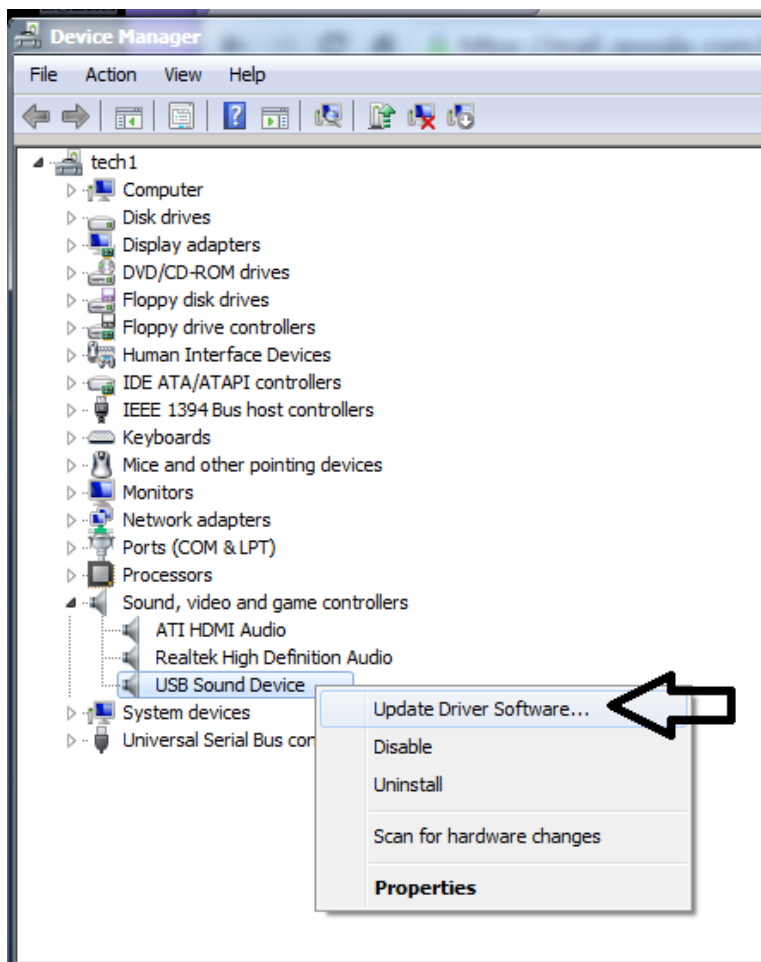 Device Manager
File Action View Help
tech1
Computer
Disk drives
Display adapters
DVD/CD-ROM drives
Floppy disk drives
Floppy drive controllers
Human Interface Devices
IDE ATA/ATAPI controllers
IEEE 1394 Bus host controllers
Keyboards
Mice and other pointing devices
Monitors
Network adapters
Ports (COM & LPT)
Processors
Sound, video and game controllers
ATI HDMI Audio
Realtek High Definition Audio
USB Sound Device
System devices
Universal Serial Bus con
Update Driver Software...
Disable
Uninstall
Scan for hardware changes
Properties